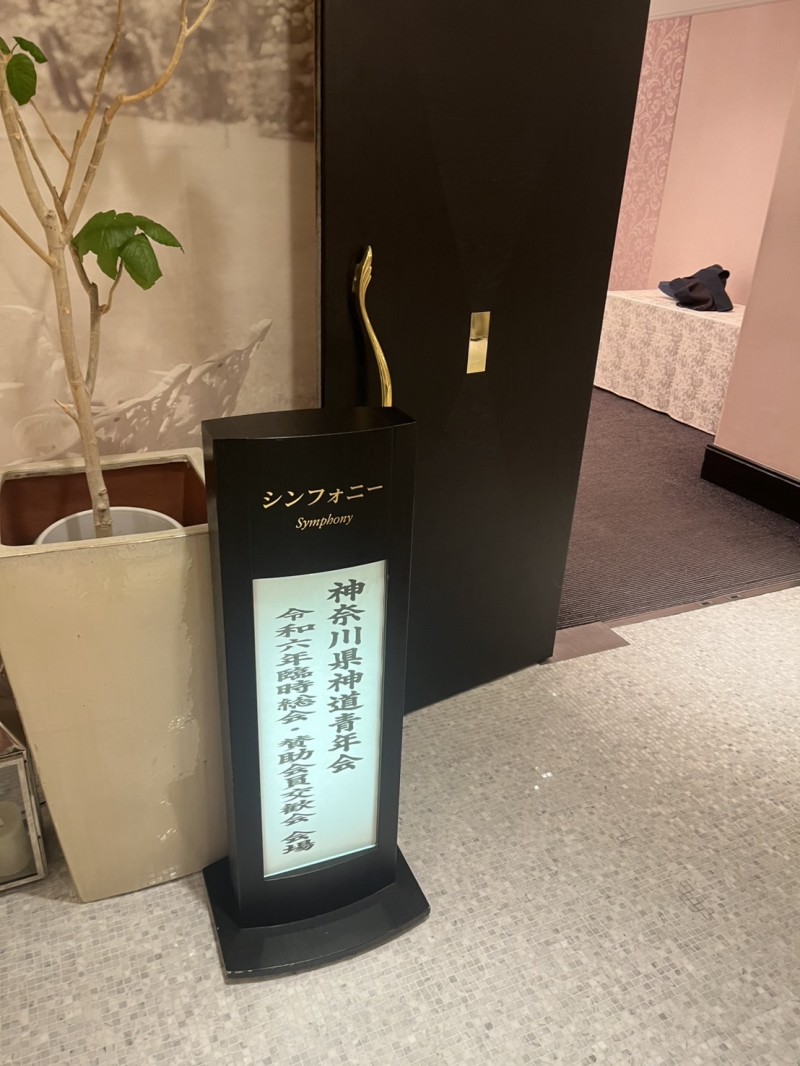 シンフォニー
Symphony
神奈川県神道青年会
令和六年臨時総会・賛助会員交歓会 会場